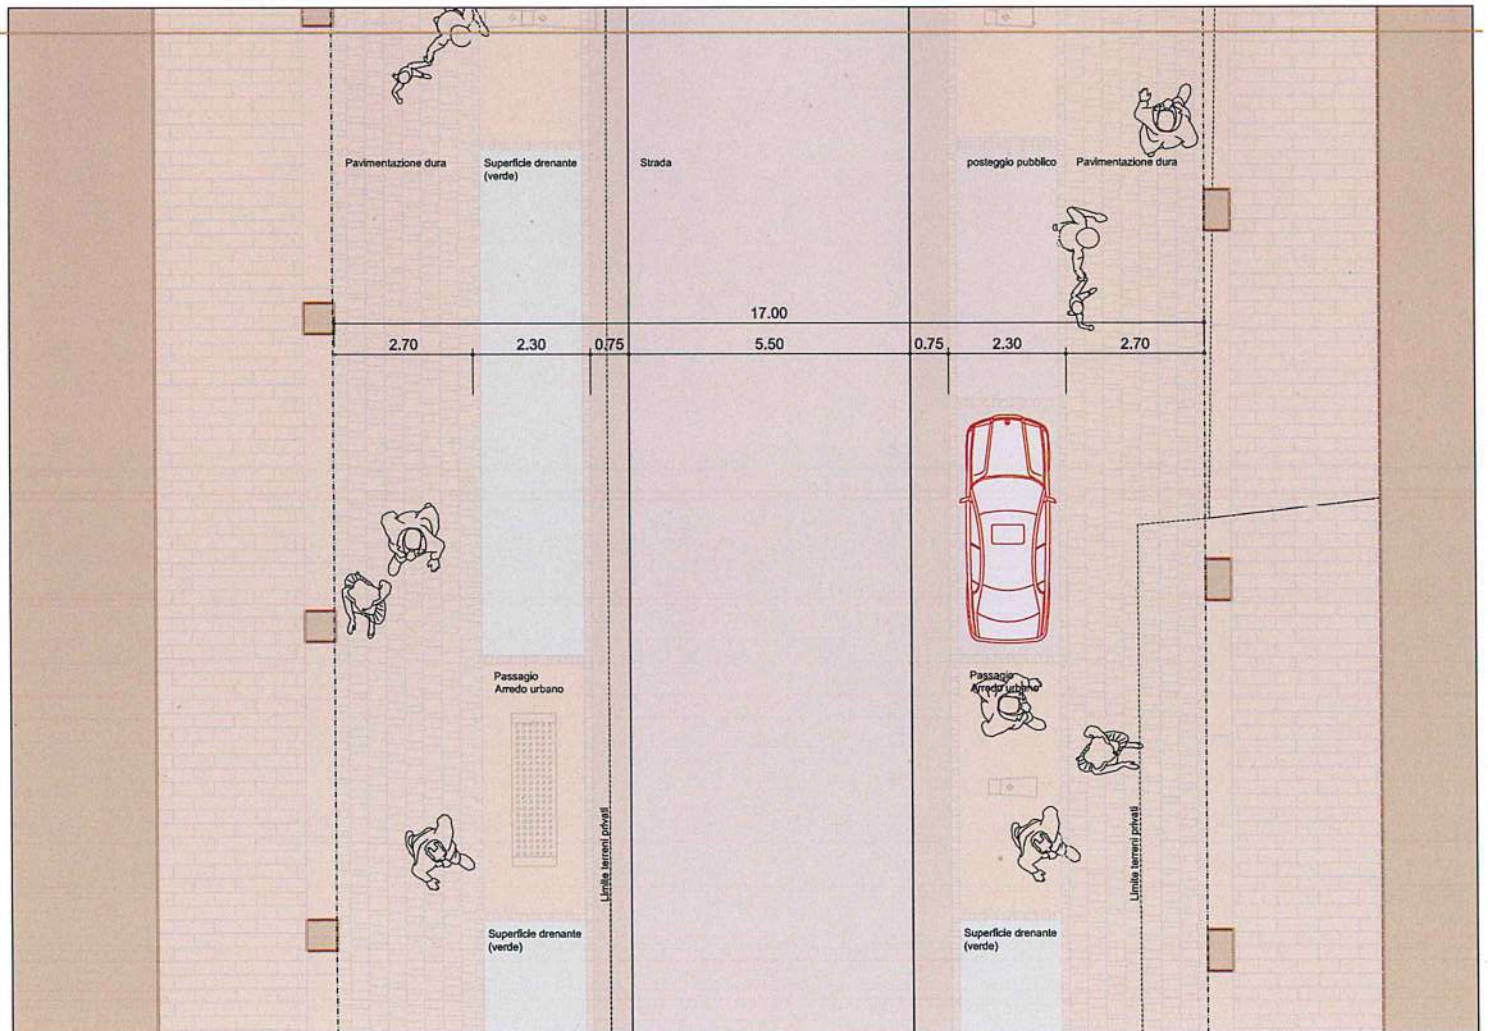 Pavimentazione dura
Superficie drenante
(verde)
Strada
posteggio pubblico
Pavimentazione dura
17.00
2.70
2.30
0.75
5.50
0.75
2.30
2.70
Passagio
Arredo urbano
Passagio
Arredo urbano
Limite terreni privati
Limite terreni privati
Superficie drenante
(verde)
Superficie drenante
(verde)